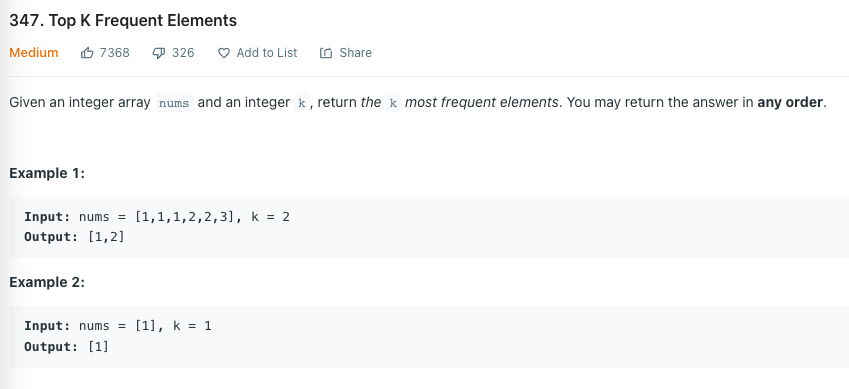 347. Top K Frequent Elements
Medium 7368 326 Add to List Share
Given an integer array nums and an integer k, return the k most frequent elements. You may return the answer in any order.
Example 1:
Input: nums = [1,1,1,2,2,3], k = 2
Output: [1,2]
Example 2:
Input: nums = [1], k = 1
Output: [1]